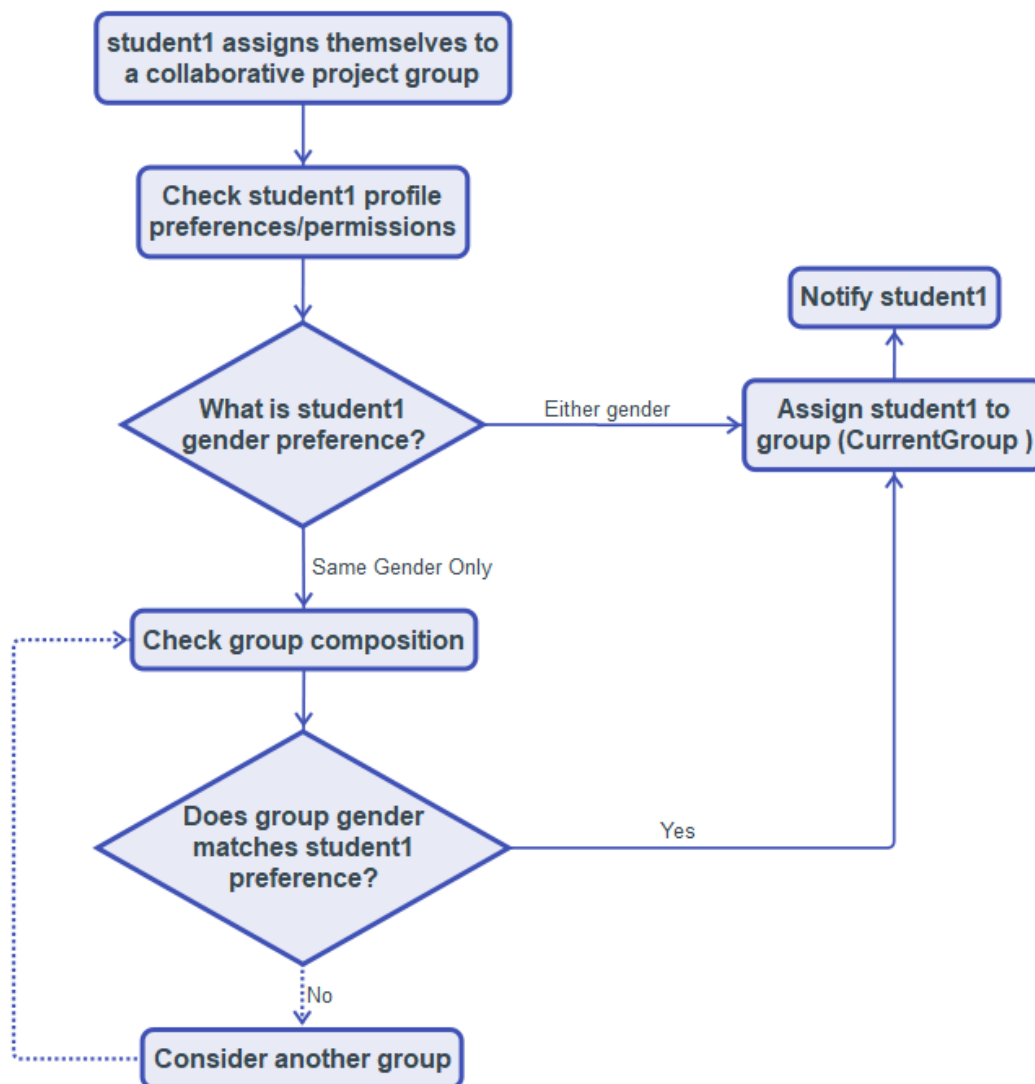 student1 assigns themselves to
a collaborative project group
Check student1 profile
preferences/permissions
Notify student1
What is student1
gender preference?
Either gender
Assign student1 to
group (CurrentGroup )
Same Gender Only
Check group composition
Does group gender
matches student1
preference?
Yes
No
Consider another group